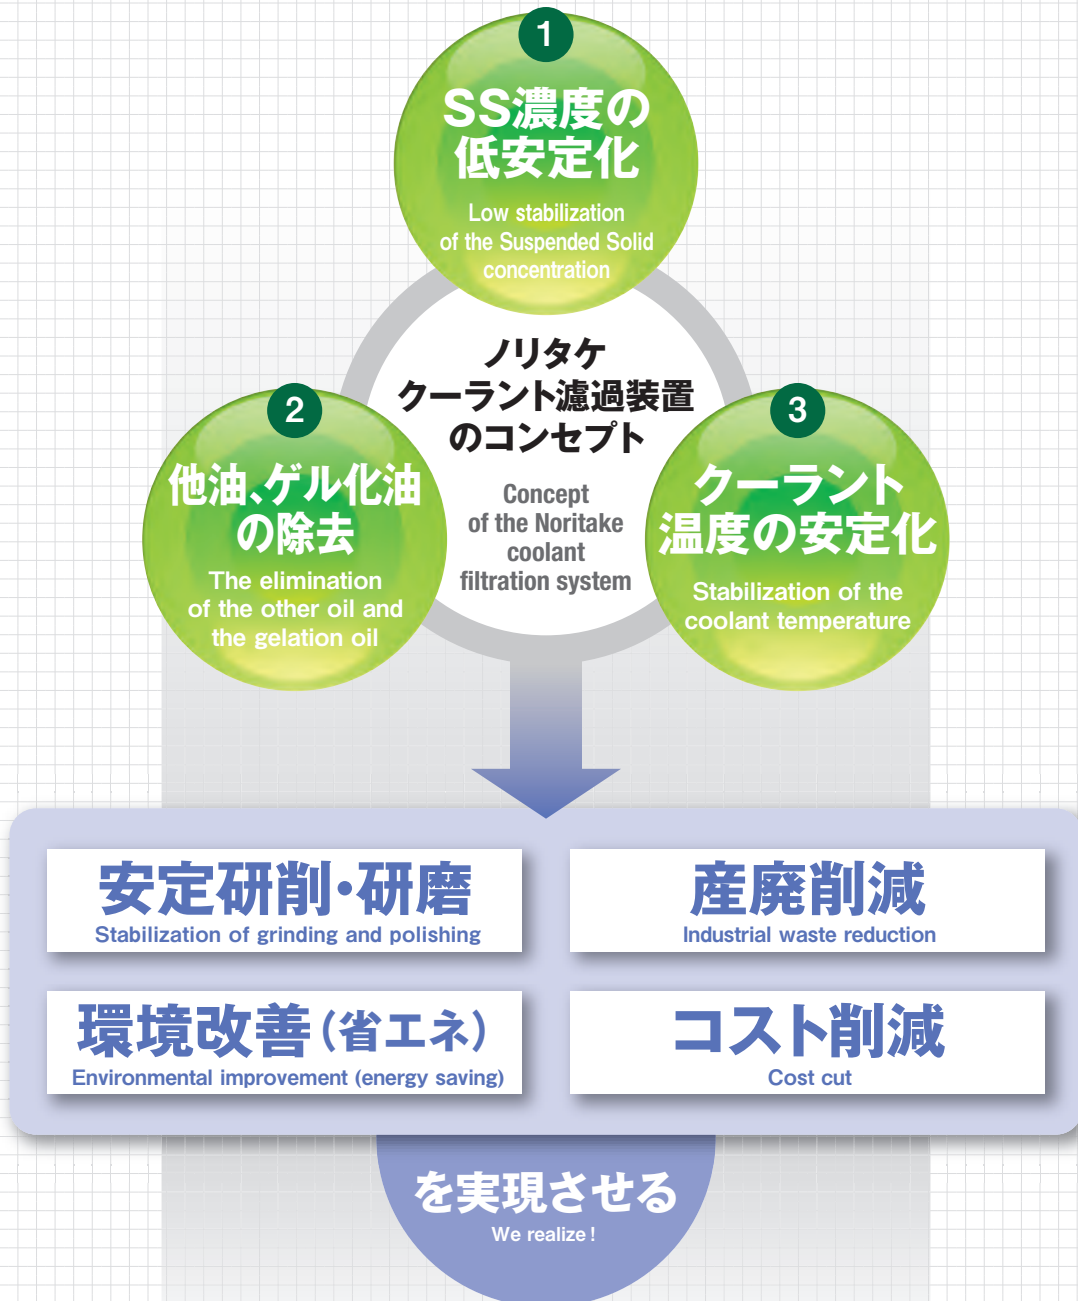 1
SS濃度の
低安定化
Low stabilization
of the Suspended Solid
concentration
ノリタケ
クーラント濾過装置
のコンセプト
Concept
of the Noritake
coolant
filtration system
2
他油、ゲル化油
の除去
The elimination
of the other oil and
the gelation oil
3
クーラント
温度の安定化
Stabilization of the
coolant temperature
安定研削・研磨
Stabilization of grinding and polishing
産廃削減
Industrial waste reduction
環境改善（省エネ）
Environmental improvement (energy saving)
コスト削減
Cost cut
を実現させる
We realize !